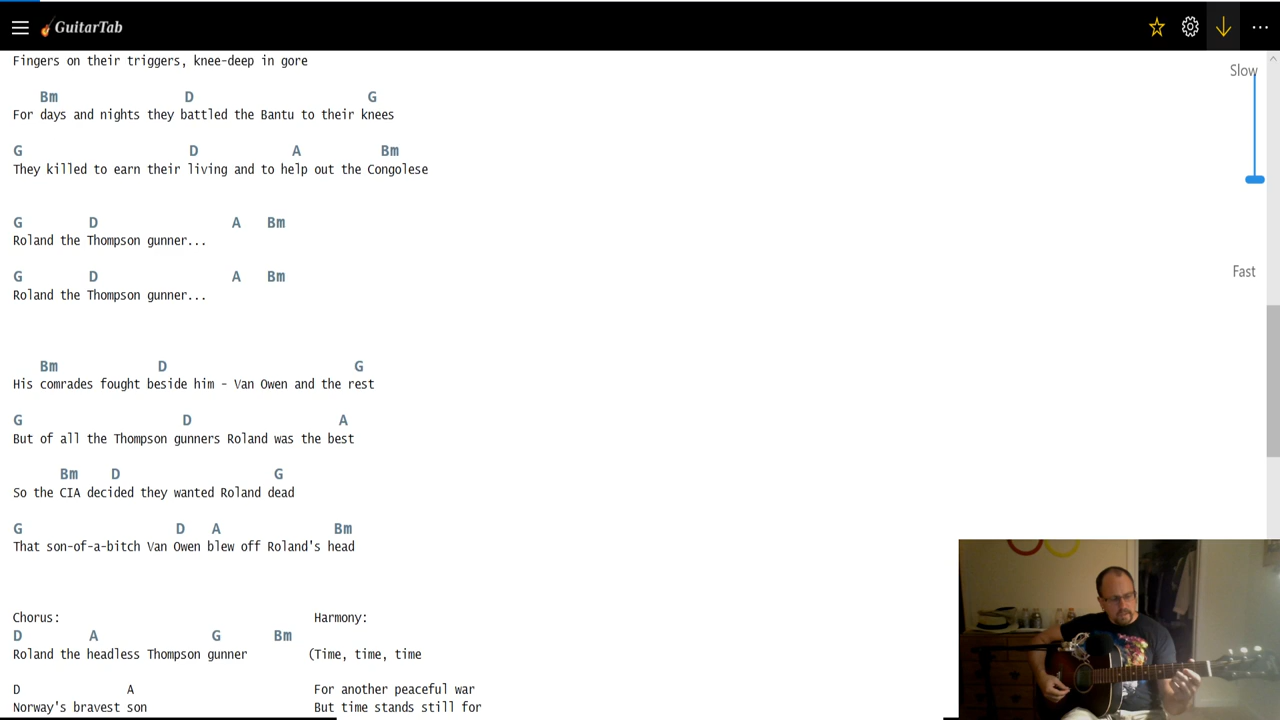 GuitarTab
Fingers on their triggers, knee-deep in gore
Slow
Bm D G
For days and nights they battled the Bantu to their knees
G D A Bm
They killed to earn their living and to help out the Congolese
G D A Bm
Roland the Thompson gunner...
Fast
G D A Bm
Roland the Thompson gunner...
Bm D G
His comrades fought beside him - Van Owen and the rest
G D A
But of all the Thompson gunners Roland was the best
Bm D G
So the CIA decided they wanted Roland dead
G D A Bm
That son-of-a-bitch Van Owen blew off Roland's head
Chorus: Harmony:
D A G Bm
Roland the headless Thompson gunner (Time, time, time
D A For another peaceful war
Norway's bravest son But time stands still for